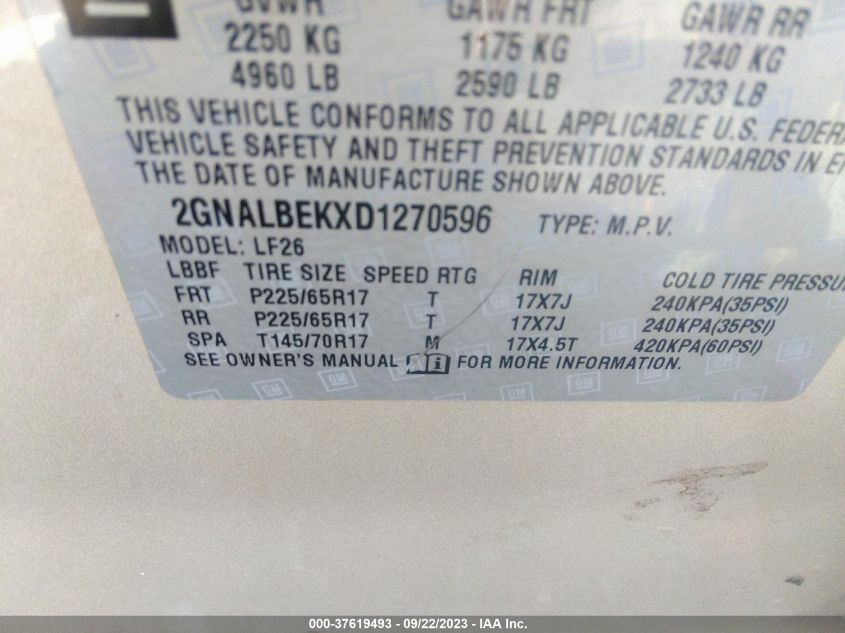 GVWR GAWR FRT GAWR RR
2250 KG 1175 KG 1240 KG
4960 LB 2590 LB 2733 LB
THIS VEHICLE CONFORMS TO ALL APPLICABLE U.S. FEDERA
VEHICLE SAFETY AND THEFT PREVENTION STANDARDS IN EF
THE DATE OF MANUFACTURE SHOWN ABOVE.
2GNALBEKXD1270596 TYPE: M.P.V.
MODEL: LF26
LBBF TIRE SIZE SPEED RTG RIM COLD TIRE PRESSU
FRT P225/65R17 T 17X7J 240KPA(35PSI)
RR P225/65R17 T 17X7J 240KPA(35PSI)
SPA T145/70R17 M 17X4.5T 420KPA(60PSI)
SEE OWNER'S MANUAL FOR MORE INFORMATION.
000-37619493 - 09/22/2023 - IAA Inc.